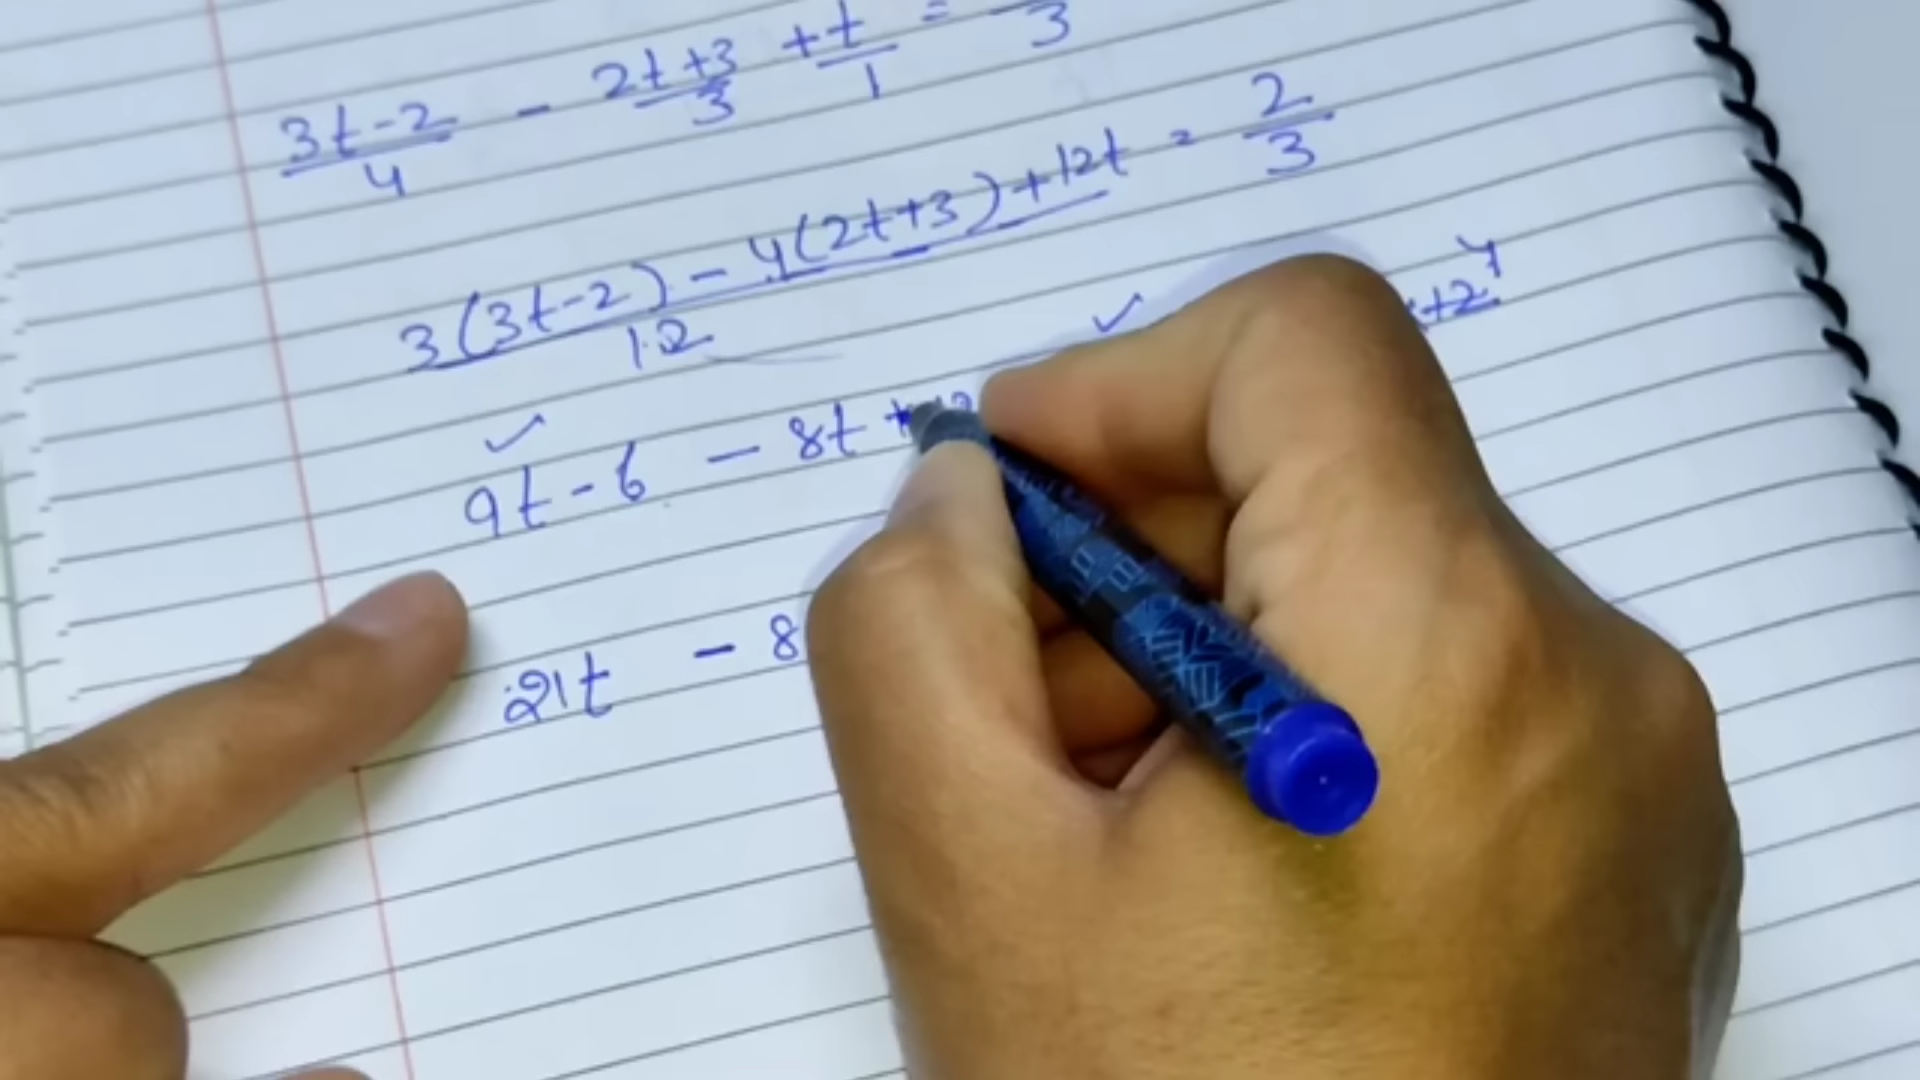 3t-2/4 - 2t+3/3 + t/1 = /3
3(3t-2) - 4(2t+3) + 12t/12 = 2/3
9t - 6 - 8t + 12
21t - 8